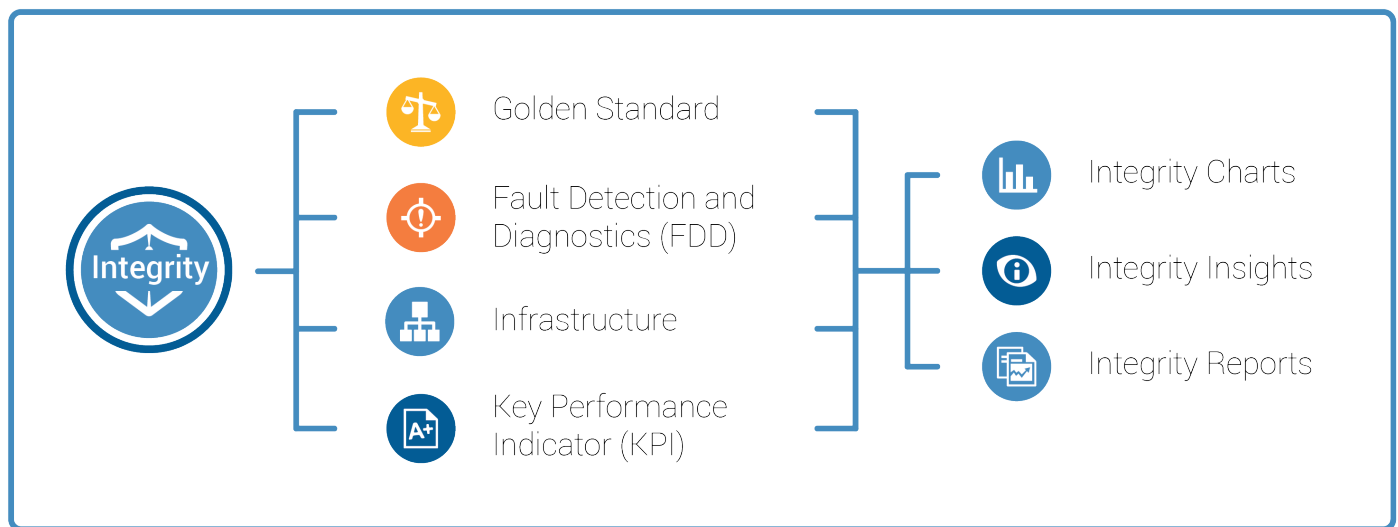 Integrity
Golden Standard
Fault Detection and
Diagnostics (FDD)
Infrastructure
A+
Key Performance
Indicator (KPI)
Integrity Charts
Integrity Insights
Integrity Reports